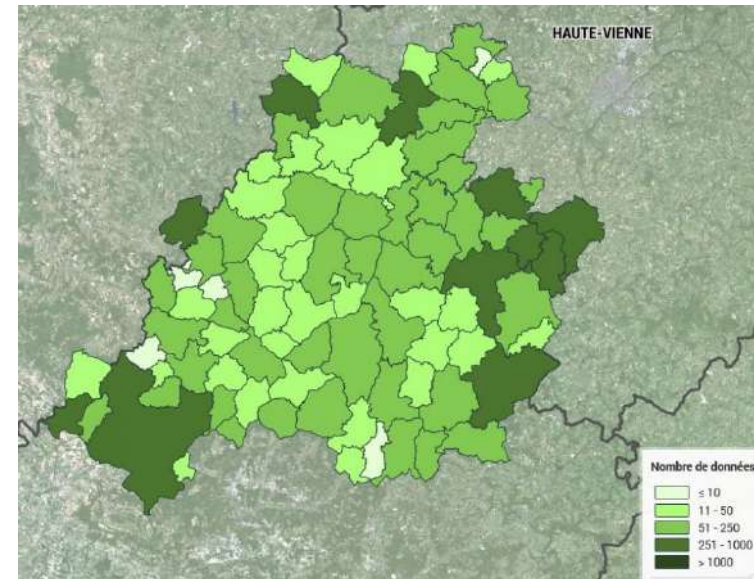 HAUTE-VIENNE
Nombre de données
≤ 10
11 - 50
51 - 250
251 - 1000
> 1000